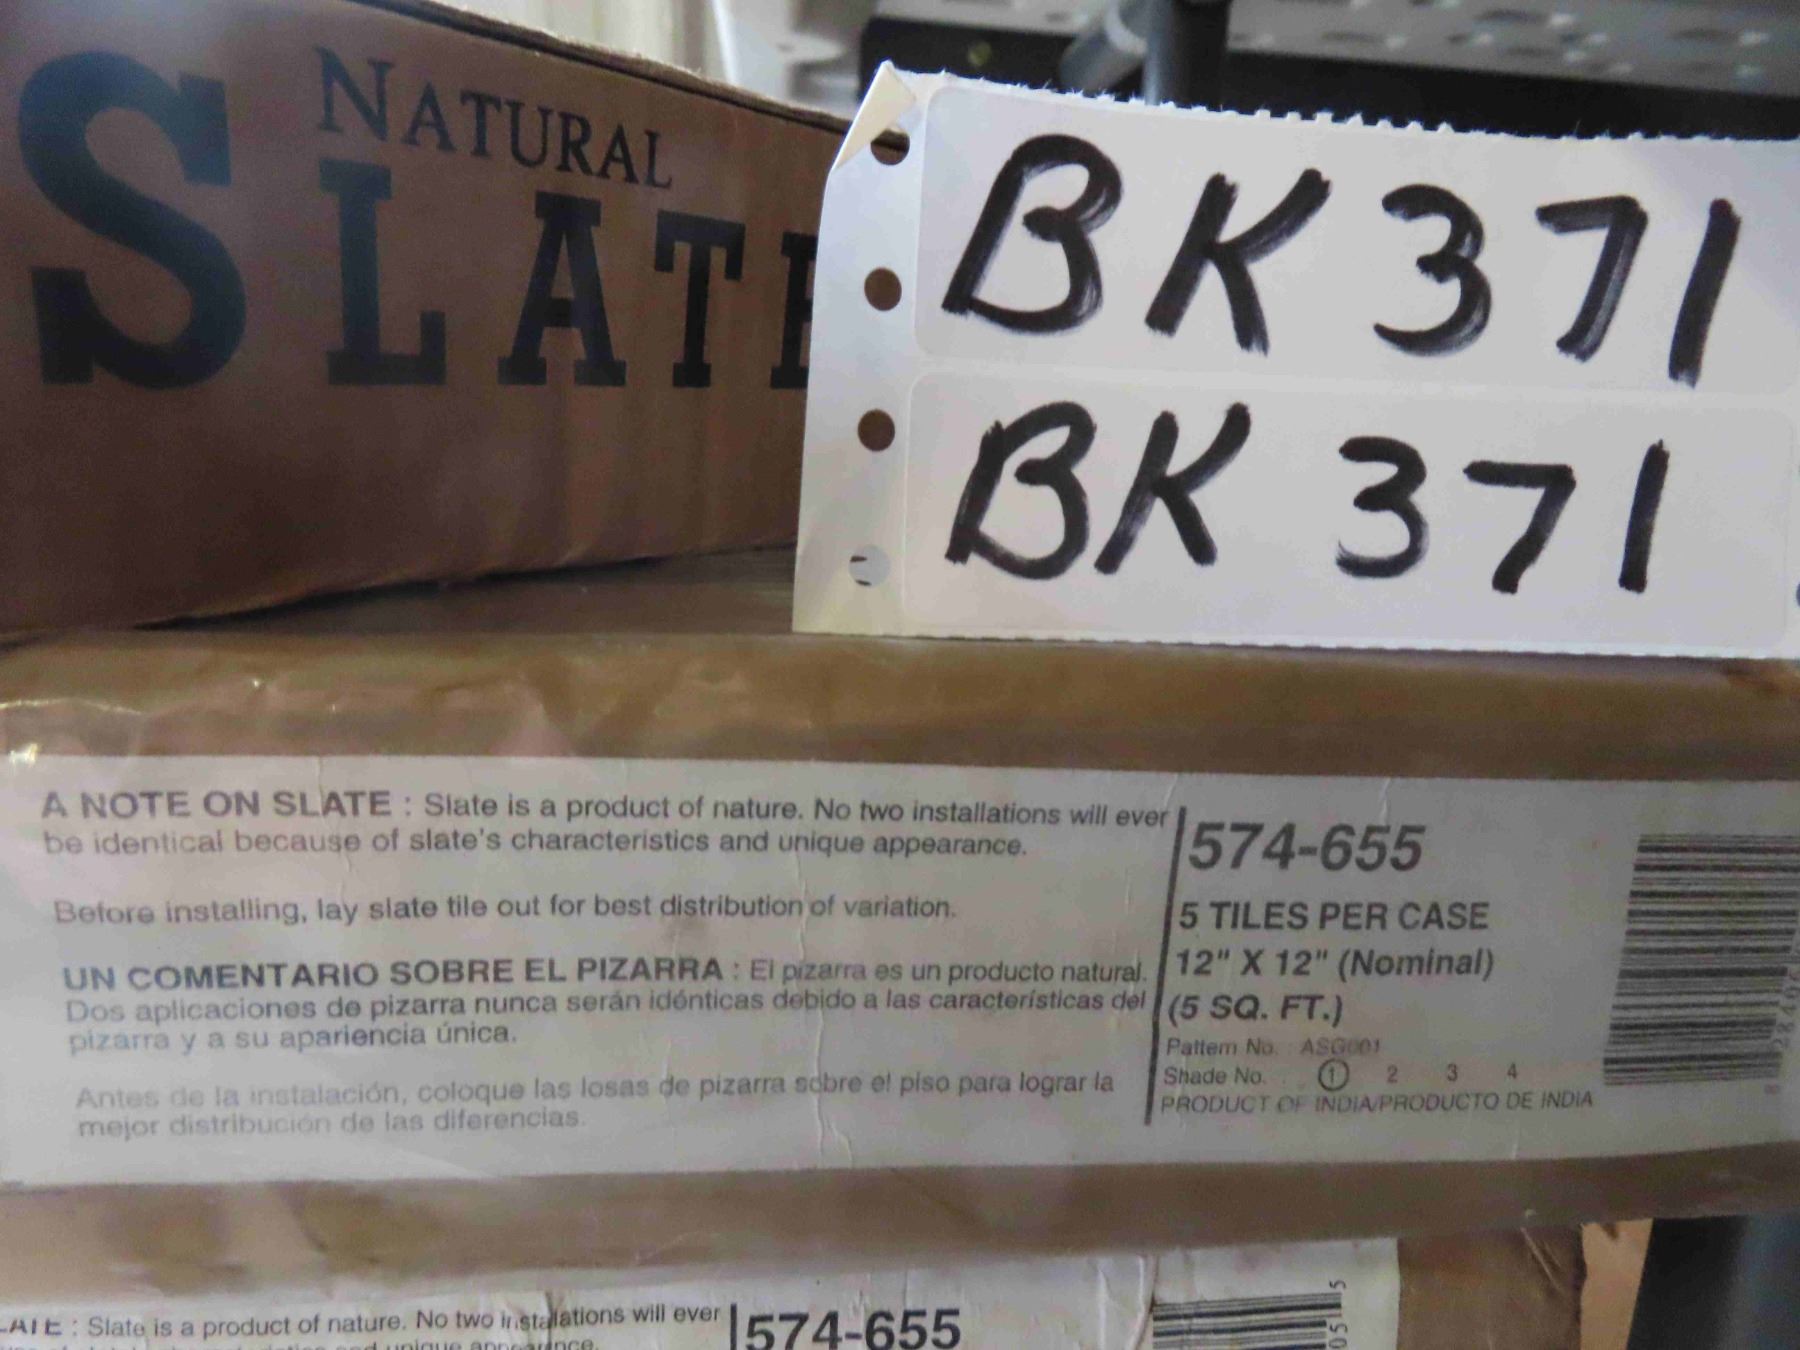 NATURAL
SLATE
BK 371
BK 371
A NOTE ON SLATE : Slate is a product of nature. No two installations will ever
be identical because of slate's characteristics and unique appearance.
Before installing, lay slate tile out for best distribution of variation.
UN COMENTARIO SOBRE EL PIZARRA : El pizarra es un producto natural.
Dos aplicaciones de pizarra nunca serán idénticas debido a las características del
pizarra y a su apariencia única.
Antes de la instalación, coloque las losas de pizarra sobre el piso para lograr la
mejor distribución de las diferencias.
574-655
5 TILES PER CASE
12" X 12" (Nominal)
(5 SQ. FT.)
Pattern No. : ASG001
Shade No. : 1 2 3 4
PRODUCT OF INDIA/PRODUCTO DE INDIA
LATE : Slate is a product of nature. No two installations will ever
unique appearance.
574-655